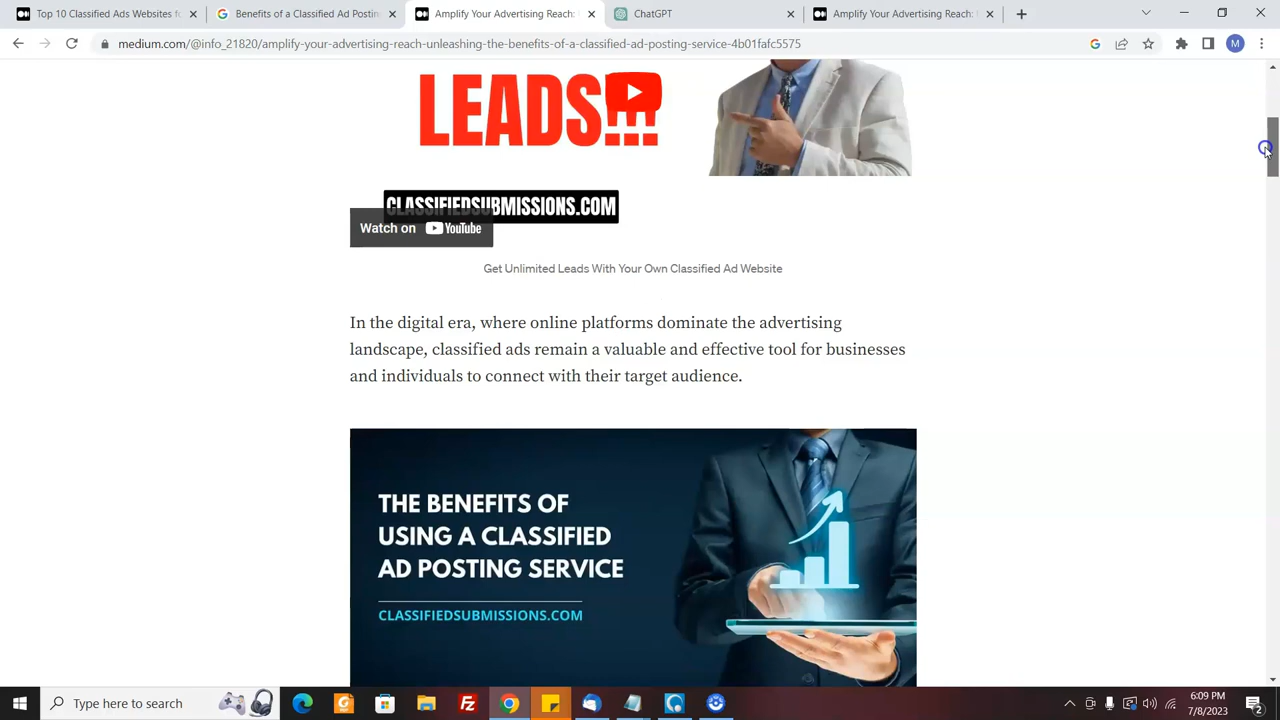 Top 10 Classified Ads Websites fo
Benefits of a Classified Ad Postin
Amplify Your Advertising Reach:
ChatGPT
Amplify Your Advertising Reach:
medium.com/@info_21820/amplify-your-advertising-reach-unleashing-the-benefits-of-a-classified-ad-posting-service-4b01fafc5575
M
LEADS!!!
CLASSIFIEDSUBMISSIONS.COM
Watch on YouTube
Get Unlimited Leads With Your Own Classified Ad Website
In the digital era, where online platforms dominate the advertising
landscape, classified ads remain a valuable and effective tool for businesses
and individuals to connect with their target audience.
THE BENEFITS OF
USING A CLASSIFIED
AD POSTING SERVICE
CLASSIFIEDSUBMISSIONS.COM
Type here to search
6:09 PM
7/8/2023
2